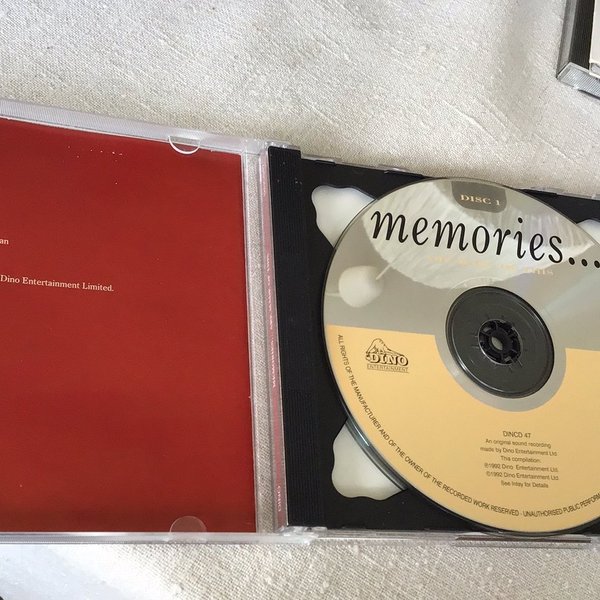 an
Dino Entertainment Limited.
DISC 1
memories...
DINO
ENTERTAINMENT
DINCD 47
An original sound recording
made by Dino Entertainment Ltd.
This compilation.
℗1992 Dino Entertainment Ltd.
©1992 Dino Entertainment Ltd.
See Inlay for Details
ALL RIGHTS OF THE MANUFACTURER AND OF THE OWNER OF THE RECORDED WORK RESERVED - UNAUTHORISED PUBLIC PERFORM